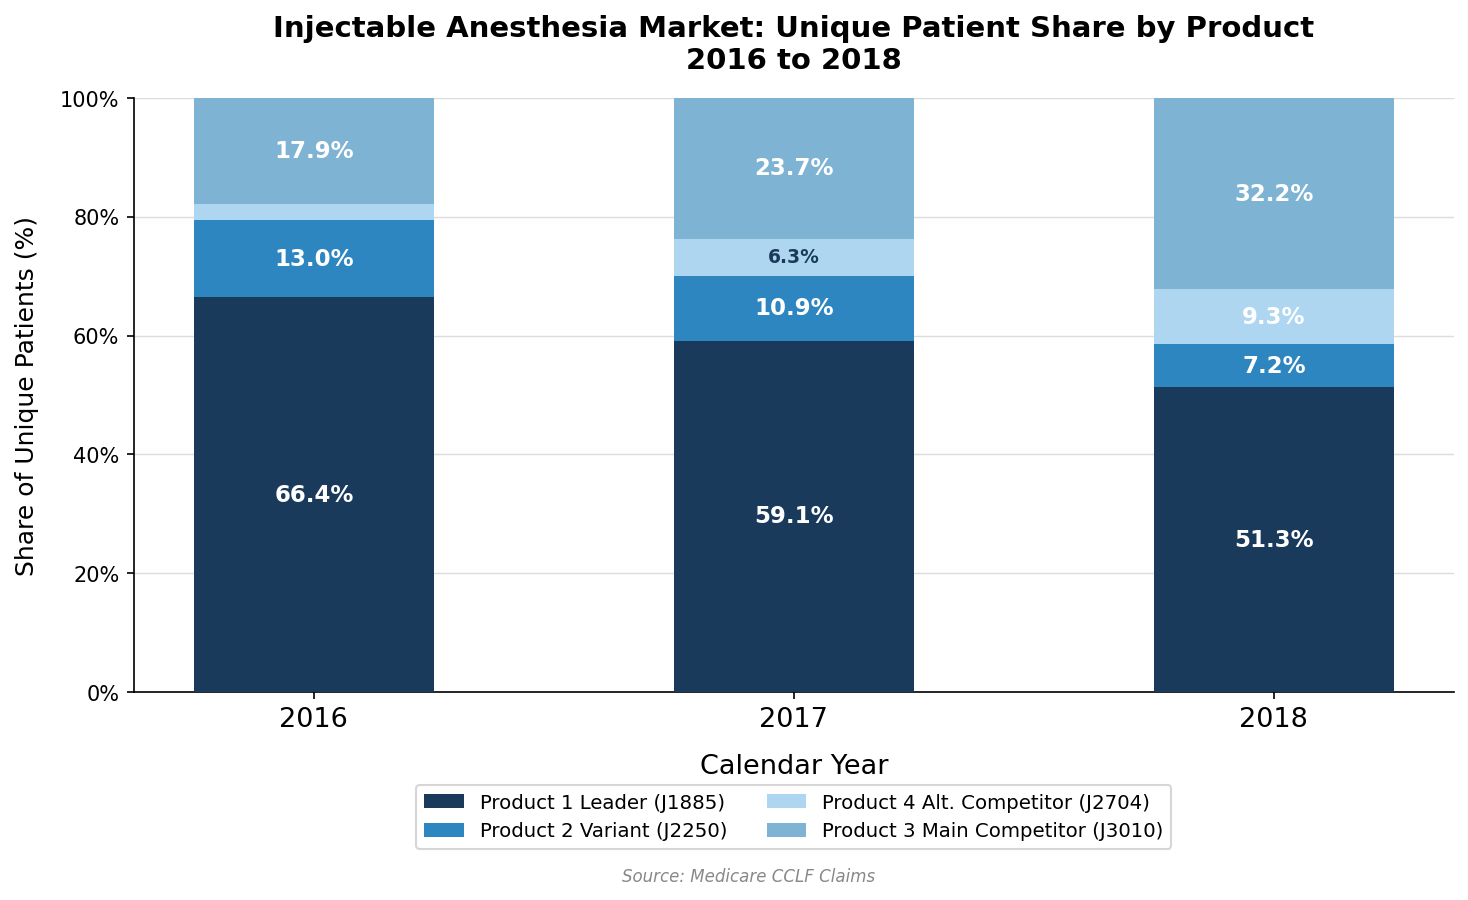 Injectable Anesthesia Market: Unique Patient Share by Product
2016 to 2018
Share of Unique Patients (%)
100%
80%
60%
40%
20%
0%
17.9%
13.0%
66.4%
23.7%
6.3%
10.9%
59.1%
32.2%
9.3%
7.2%
51.3%
2016
2017
2018
Calendar Year
Product 1 Leader (J1885)
Product 2 Variant (J2250)
Product 4 Alt. Competitor (J2704)
Product 3 Main Competitor (J3010)
Source: Medicare CCLF Claims